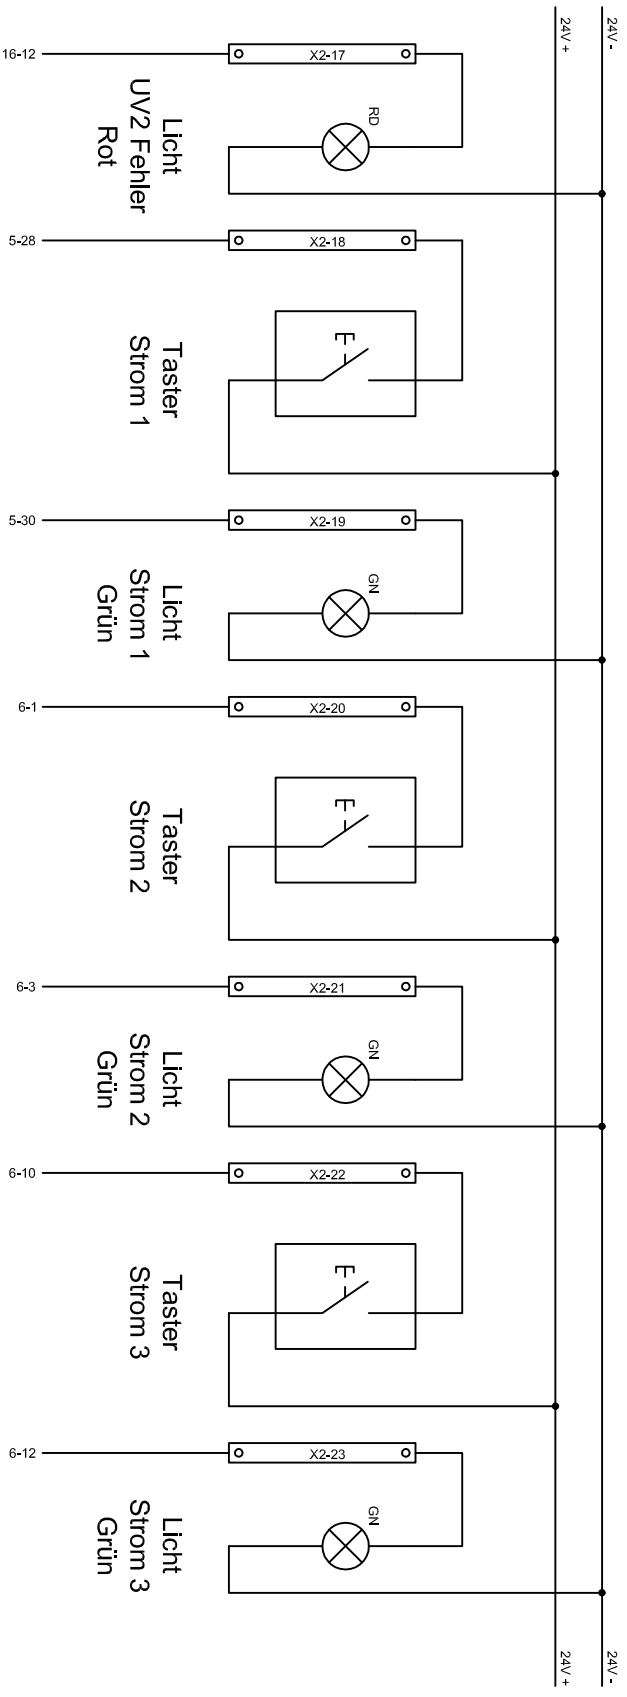 24V -
24V +
16-12
X2-17
RD
Licht
UV2 Fehler
Rot
5-28
X2-18
Taster
Strom 1
5-30
X2-19
GN
Licht
Strom 1
Grün
6-1
X2-20
Taster
Strom 2
6-3
X2-21
GN
Licht
Strom 2
Grün
6-10
X2-22
Taster
Strom 3
6-12
X2-23
GN
Licht
Strom 3
Grün
24V -
24V +